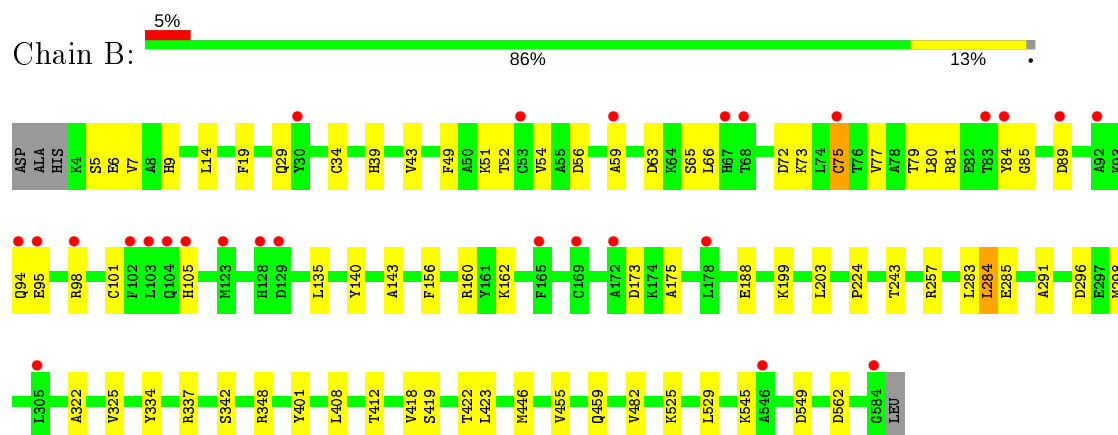 5%
Chain B:
86% 13% •
ASP ALA HIS K4 S5 E6 V7 A8 H9 L14 F19 Q29 Y30 C34 H39 V43 F49 A50 K51 T52 C53 V54 A55 D56 A59 D63 K64 S65 L66 H67 T68 D72 K73 L74 C75 T76 V77 A78 T79 L80 R81 E82 T83 Y84 G85 D89 A92 K93
Q94 E95 R98 C101 F102 L103 Q104 H105 M123 H128 D129 L135 Y140 A143 F156 R160 Y161 K162 F165 C169 A172 D173 K174 A175 L178 E188 K199 L203 P224 T243 R257 L283 L284 E285 A291 D296 E297 M298
L305 A322 V325 Y334 R337 S342 R348 Y401 L408 T412 V418 S419 T422 L423 M446 V455 Q459 V482 K525 L529 K545 A546 D549 D562 G584 LEU